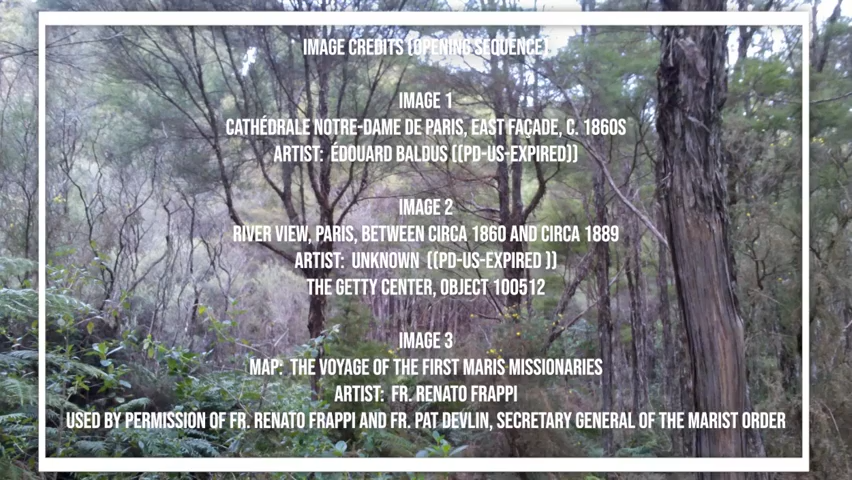 IMAGE CREDITS (OPENING SEQUENCE)
IMAGE 1
CATHÉDRALE NOTRE-DAME DE PARIS, EAST FAÇADE, C. 1860S
ARTIST: ÉDOUARD BALDUS ((PD-US-EXPIRED))
IMAGE 2
RIVER VIEW, PARIS, BETWEEN CIRCA 1860 AND CIRCA 1889
ARTIST: UNKNOWN ((PD-US-EXPIRED ))
THE GETTY CENTER, OBJECT 100512
IMAGE 3
MAP: THE VOYAGE OF THE FIRST MARIS MISSIONARIES
ARTIST: FR. RENATO FRAPPI
USED BY PERMISSION OF FR. RENATO FRAPPI AND FR. PAT DEVLIN, SECRETARY GENERAL OF THE MARIST ORDER